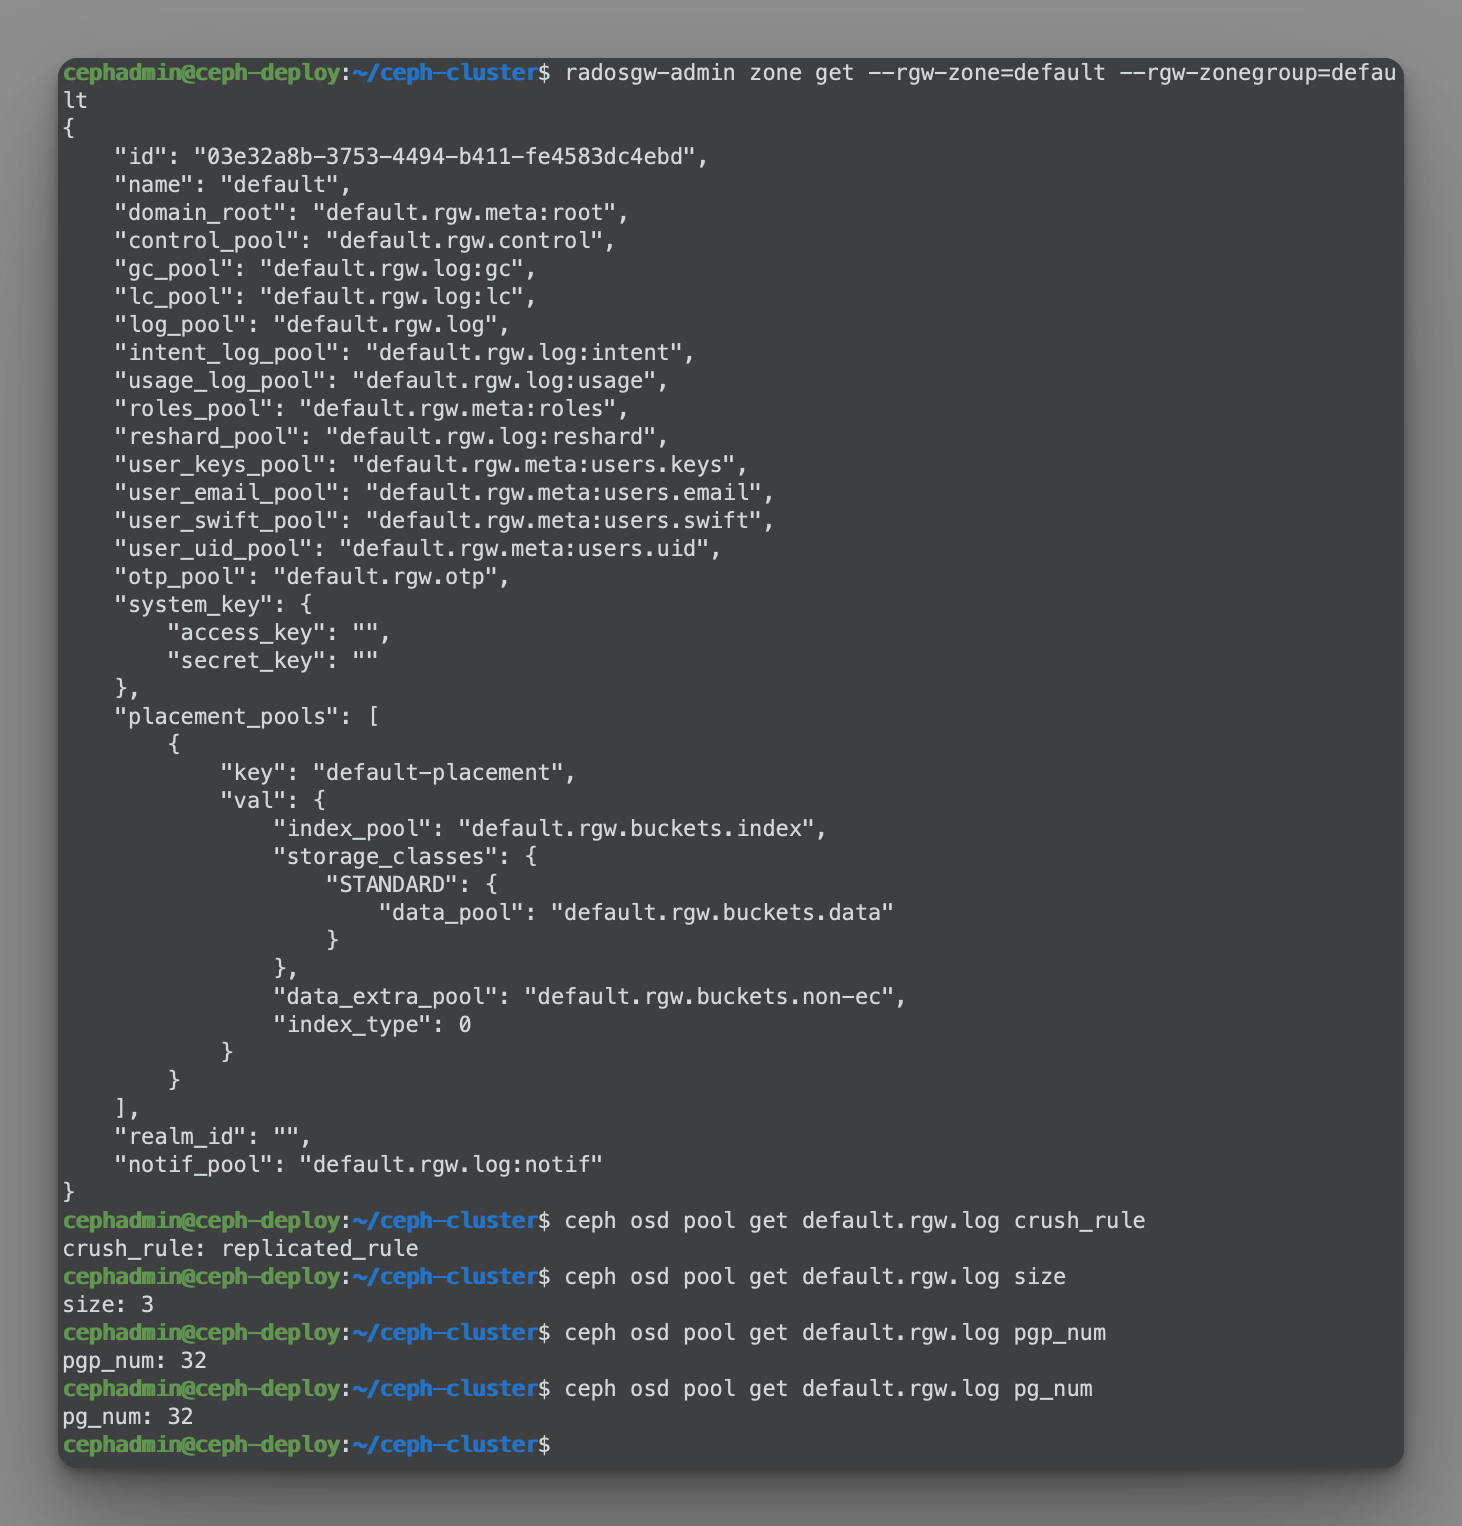 cephadmin@ceph-deploy:~/ceph-cluster$ radosgw-admin zone get --rgw-zone=default --rgw-zonegroup=defau
lt
{
    "id": "03e32a8b-3753-4494-b411-fe4583dc4ebd",
    "name": "default",
    "domain_root": "default.rgw.meta:root",
    "control_pool": "default.rgw.control",
    "gc_pool": "default.rgw.log:gc",
    "lc_pool": "default.rgw.log:lc",
    "log_pool": "default.rgw.log",
    "intent_log_pool": "default.rgw.log:intent",
    "usage_log_pool": "default.rgw.log:usage",
    "roles_pool": "default.rgw.meta:roles",
    "reshard_pool": "default.rgw.log:reshard",
    "user_keys_pool": "default.rgw.meta:users.keys",
    "user_email_pool": "default.rgw.meta:users.email",
    "user_swift_pool": "default.rgw.meta:users.swift",
    "user_uid_pool": "default.rgw.meta:users.uid",
    "otp_pool": "default.rgw.otp",
    "system_key": {
        "access_key": "",
        "secret_key": ""
    },
    "placement_pools": [
        {
            "key": "default-placement",
            "val": {
                "index_pool": "default.rgw.buckets.index",
                "storage_classes": {
                    "STANDARD": {
                        "data_pool": "default.rgw.buckets.data"
                    }
                },
                "data_extra_pool": "default.rgw.buckets.non-ec",
                "index_type": 0
            }
        }
    ],
    "realm_id": "",
    "notif_pool": "default.rgw.log:notif"
}
cephadmin@ceph-deploy:~/ceph-cluster$ ceph osd pool get default.rgw.log crush_rule
crush_rule: replicated_rule
cephadmin@ceph-deploy:~/ceph-cluster$ ceph osd pool get default.rgw.log size
size: 3
cephadmin@ceph-deploy:~/ceph-cluster$ ceph osd pool get default.rgw.log pgp_num
pgp_num: 32
cephadmin@ceph-deploy:~/ceph-cluster$ ceph osd pool get default.rgw.log pg_num
pg_num: 32
cephadmin@ceph-deploy:~/ceph-cluster$